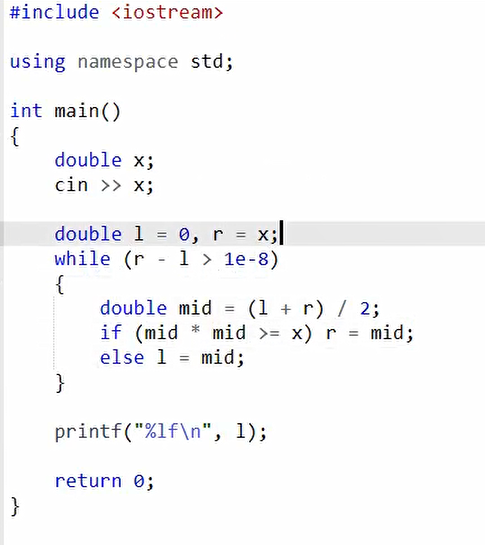 #include <iostream>
using namespace std;
int main()
{
    double x;
    cin >> x;
    double l = 0, r = x;
    while (r - l > 1e-8)
    {
        double mid = (l + r) / 2;
        if (mid * mid >= x) r = mid;
        else l = mid;
    }
    printf("%lf\n", l);
    return 0;
}